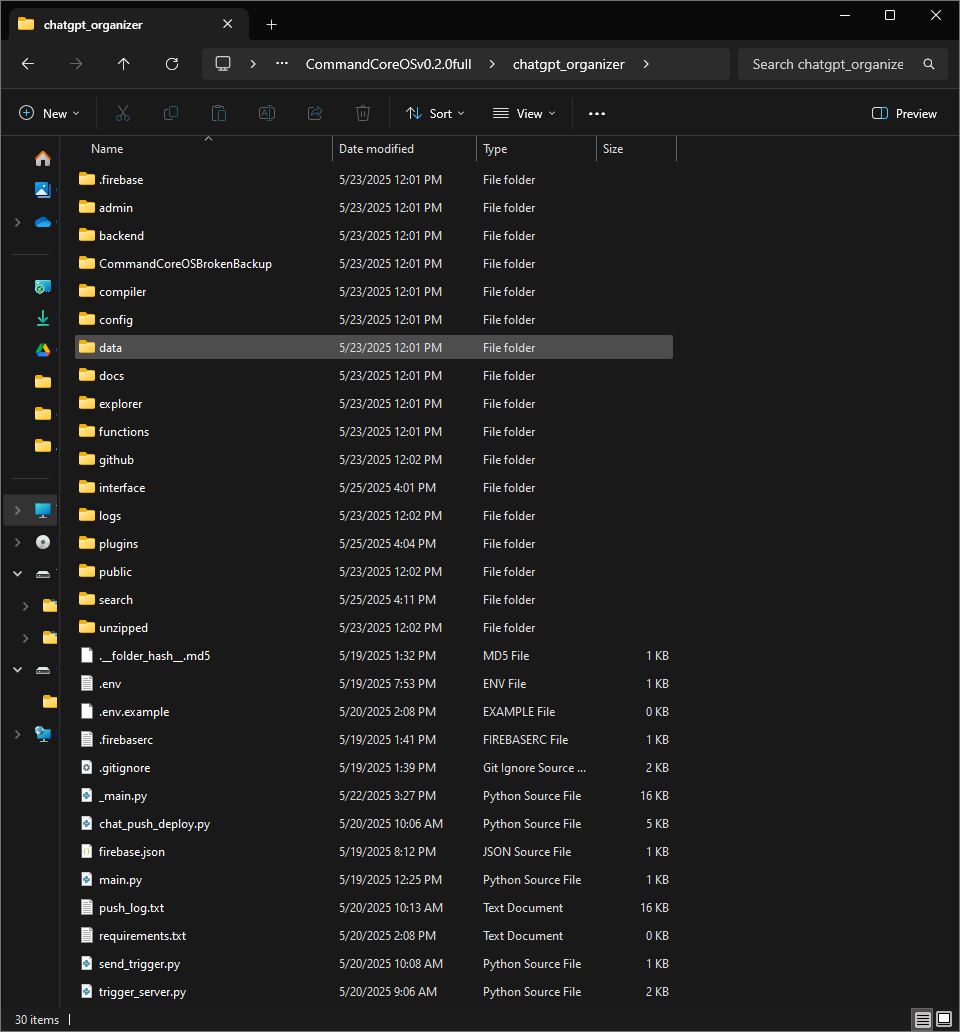 chatgpt_organizer
CommandCoreOSv0.2.0full chatgpt_organizer Search chatgpt_organize
New Sort View Preview
Name Date modified Type Size
.firebase 5/23/2025 12:01 PM File folder
admin 5/23/2025 12:01 PM File folder
backend 5/23/2025 12:01 PM File folder
CommandCoreOSBrokenBackup 5/23/2025 12:01 PM File folder
compiler 5/23/2025 12:01 PM File folder
config 5/23/2025 12:01 PM File folder
data 5/23/2025 12:01 PM File folder
docs 5/23/2025 12:01 PM File folder
explorer 5/23/2025 12:01 PM File folder
functions 5/23/2025 12:01 PM File folder
github 5/23/2025 12:02 PM File folder
interface 5/25/2025 4:01 PM File folder
logs 5/23/2025 12:02 PM File folder
plugins 5/25/2025 4:04 PM File folder
public 5/23/2025 12:02 PM File folder
search 5/25/2025 4:11 PM File folder
unzipped 5/23/2025 12:02 PM File folder
.__folder_hash__.md5 5/19/2025 1:32 PM MD5 File 1 KB
.env 5/19/2025 7:53 PM ENV File 1 KB
.env.example 5/20/2025 2:08 PM EXAMPLE File 0 KB
.firebaserc 5/19/2025 1:41 PM FIREBASERC File 1 KB
.gitignore 5/19/2025 1:39 PM Git Ignore Source ... 2 KB
_main.py 5/22/2025 3:27 PM Python Source File 16 KB
chat_push_deploy.py 5/20/2025 10:06 AM Python Source File 5 KB
firebase.json 5/19/2025 8:12 PM JSON Source File 1 KB
main.py 5/19/2025 12:25 PM Python Source File 1 KB
push_log.txt 5/20/2025 10:13 AM Text Document 16 KB
requirements.txt 5/20/2025 2:08 PM Text Document 0 KB
send_trigger.py 5/20/2025 10:08 AM Python Source File 1 KB
trigger_server.py 5/20/2025 9:06 AM Python Source File 2 KB
30 items